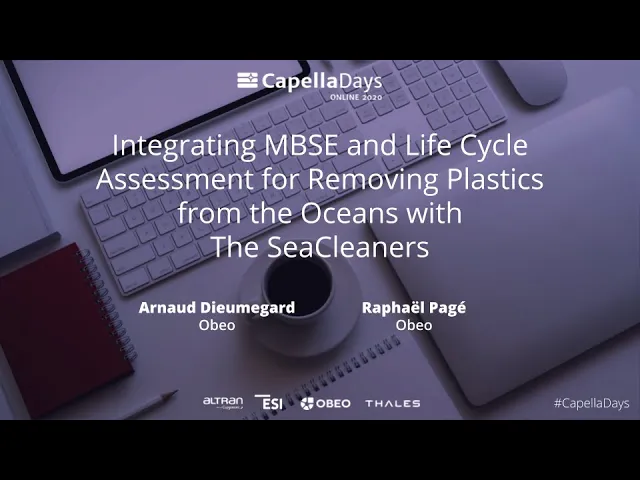 CapellaDays
ONLINE 2020
Integrating MBSE and Life Cycle
Assessment for Removing Plastics
from the Oceans with
The SeaCleaners
Arnaud Dieumegard Raphaël Pagé
Obeo Obeo
ALTRAN ESI OBEO THALES
#CapellaDays